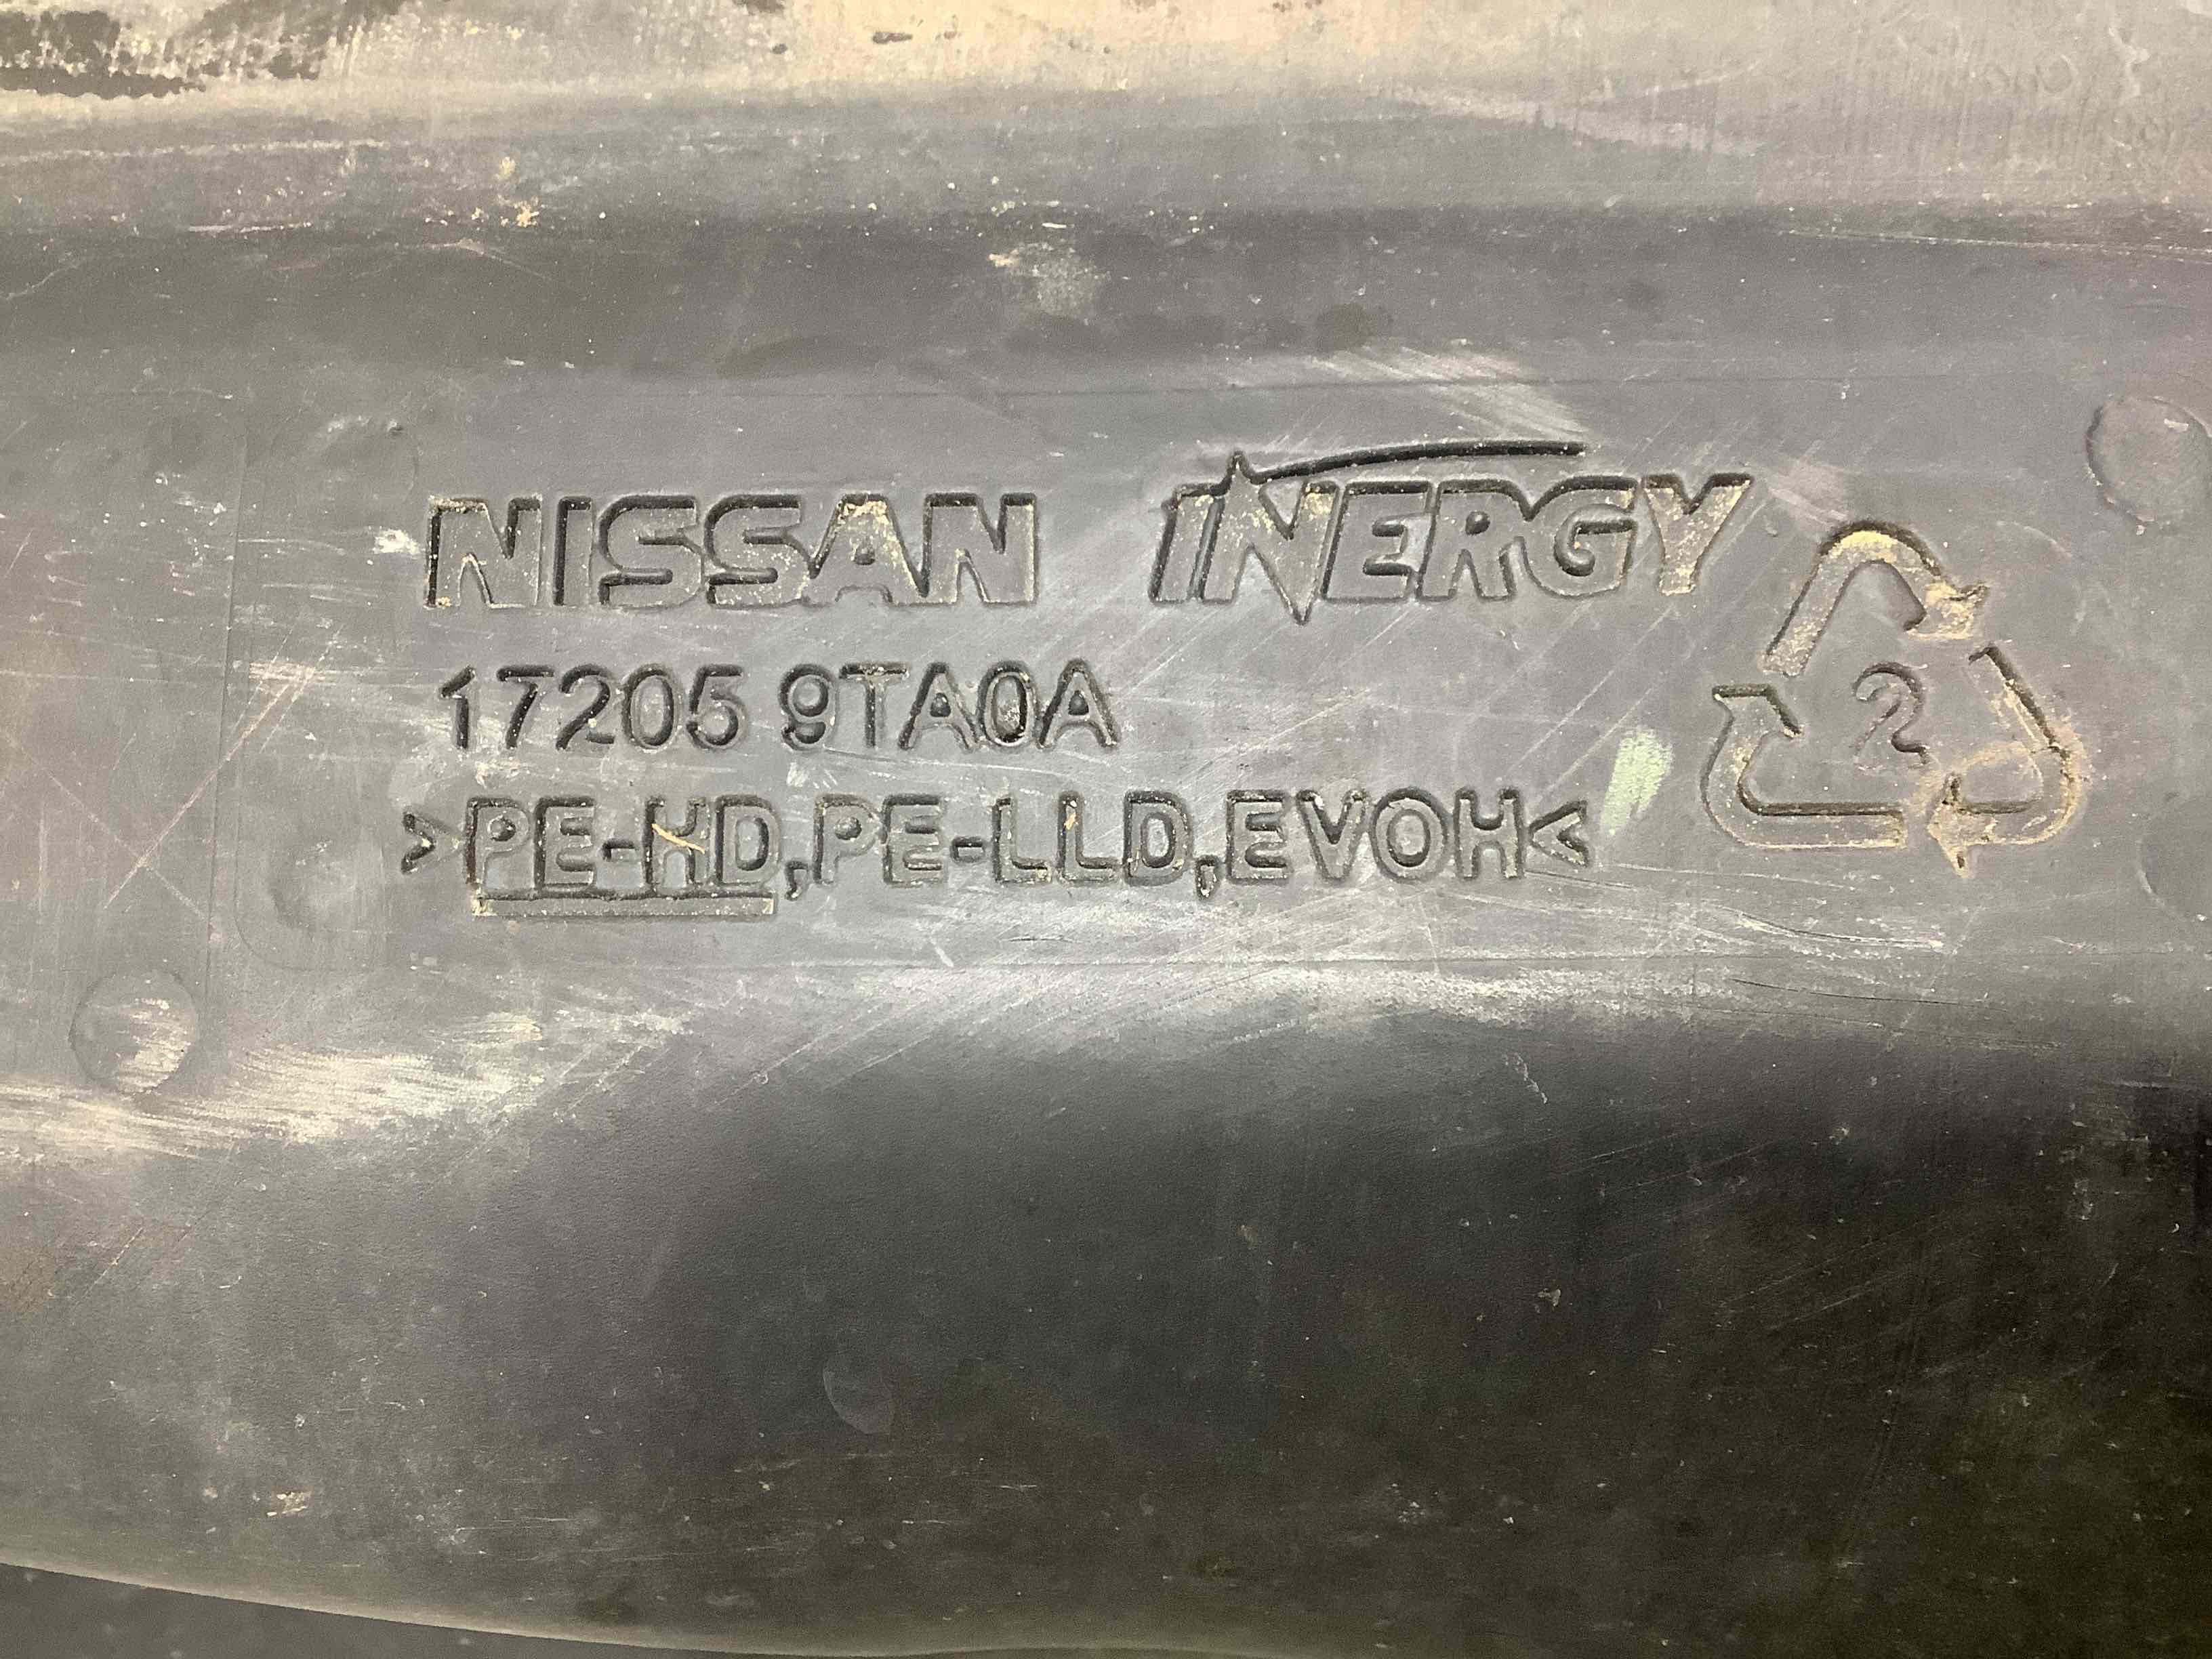 NISSAN INERGY
17205 9TA0A
>PE-HD,PE-LLD,EVOH<
2